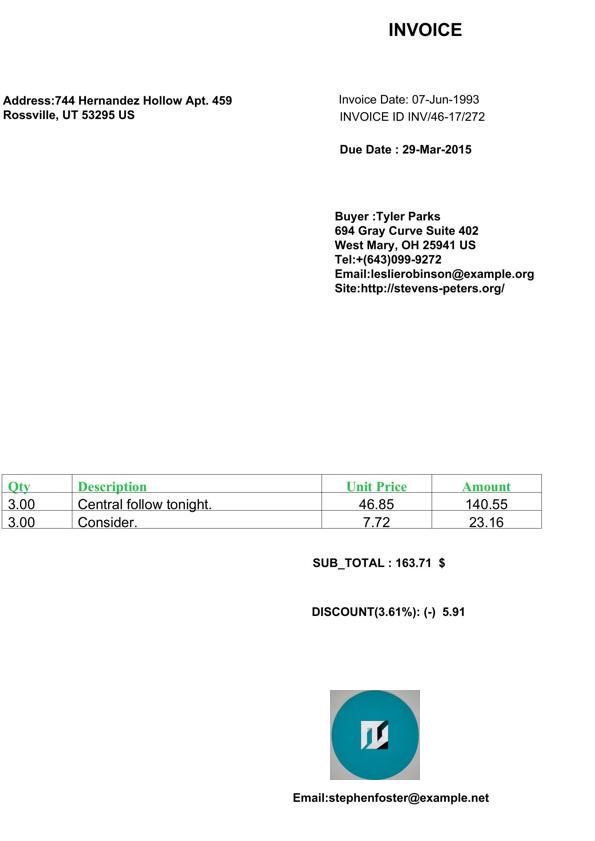 INVOICE
Address:744 Hernandez Hollow Apt. 459
Rossville, UT 53295 US
Invoice Date: 07-Jun-1993
INVOICE ID INV/46-17/272
Due Date : 29-Mar-2015
Buyer :Tyler Parks
694 Gray Curve Suite 402
West Mary, OH 25941 US
Tel:+(643)099-9272
Email:leslierobinson@example.org
Site:http://stevens-peters.org/
Qty Description Unit Price Amount
3.00 Central follow tonight. 46.85 140.55
3.00 Consider. 7.72 23.16
SUB_TOTAL : 163.71 $
DISCOUNT(3.61%): (-) 5.91
Email:stephenfoster@example.net